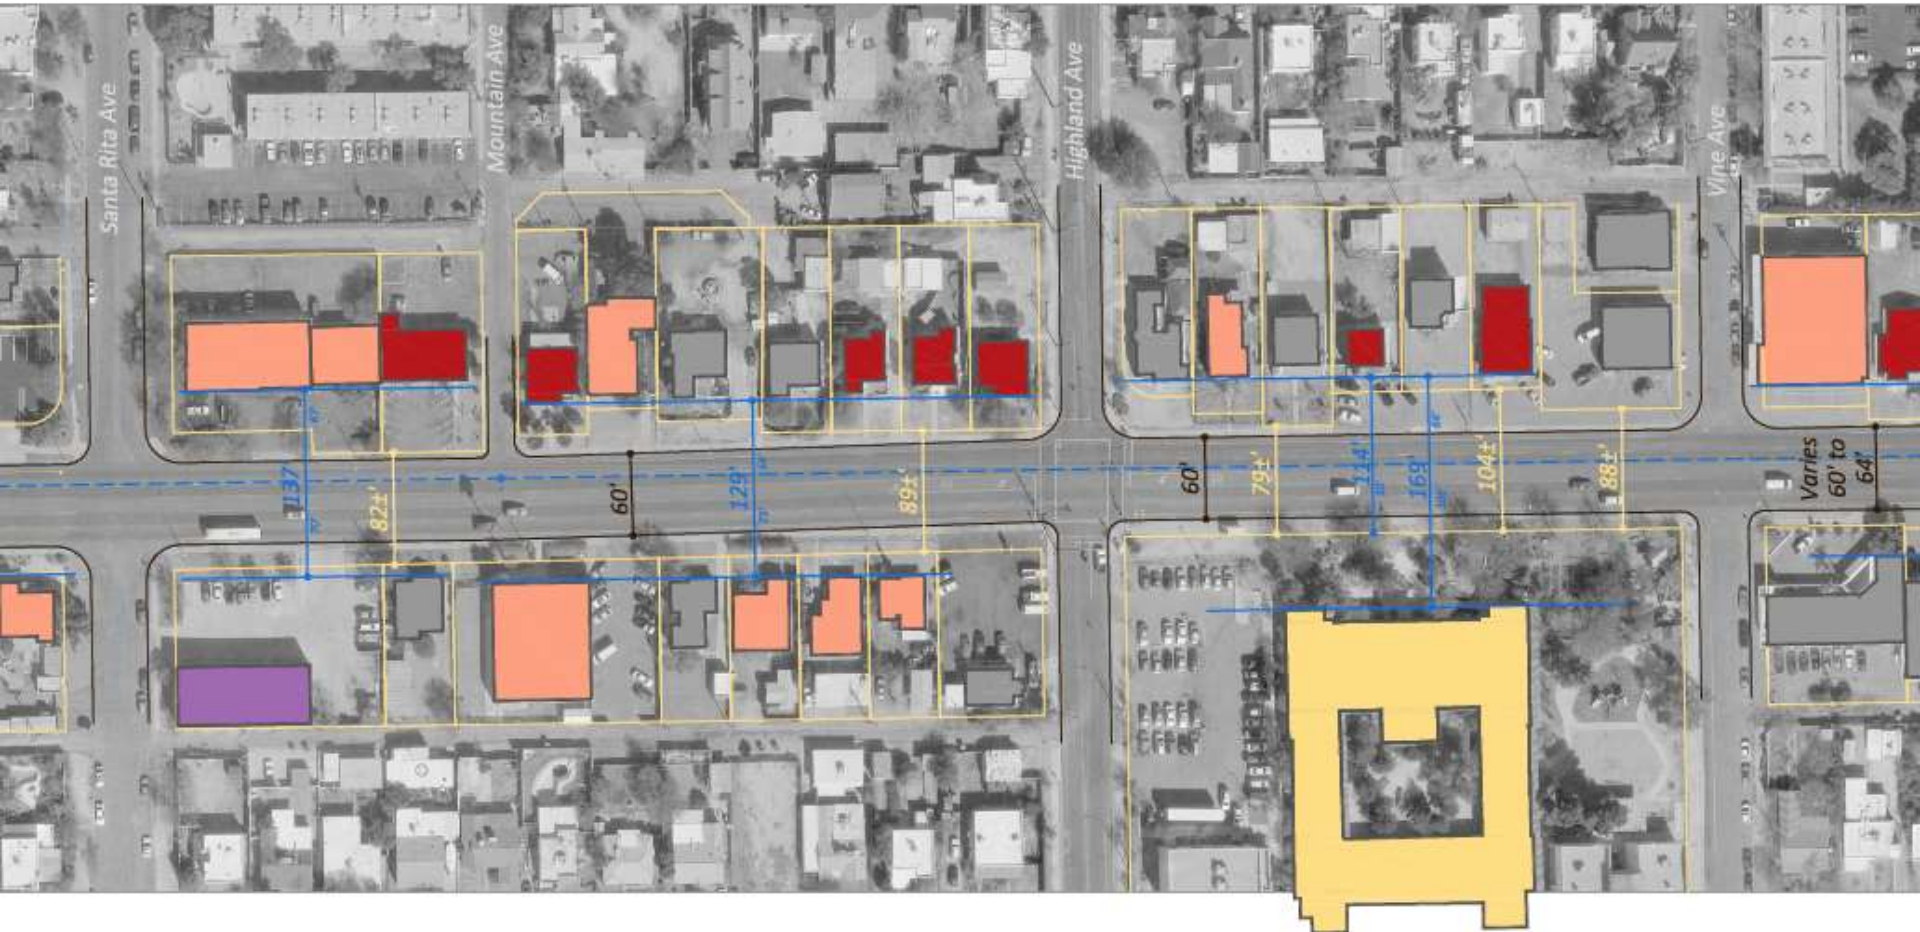 Santa Rita Ave
Mountain Ave
Highland Ave
Vine Ave
137'
82±'
60'
129'
89±'
60'
79±'
114'
169'
104±'
88±'
Varies
60' to
64'